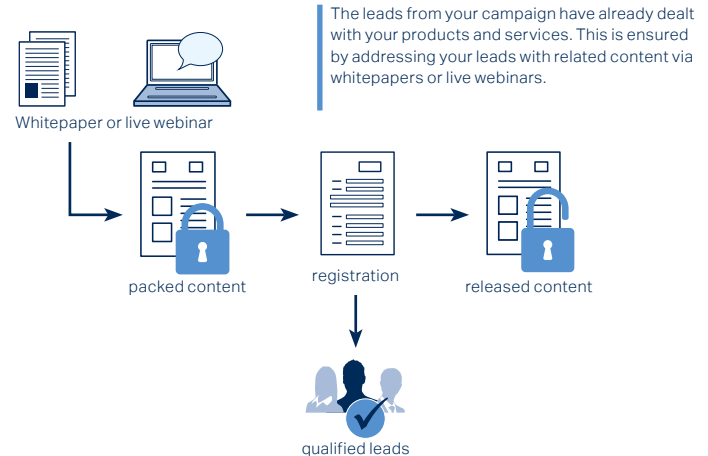 The leads from your campaign have already dealt
with your products and services. This is ensured
by addressing your leads with related content via
whitepapers or live webinars.
Whitepaper or live webinar
packed content
registration
released content
qualified leads